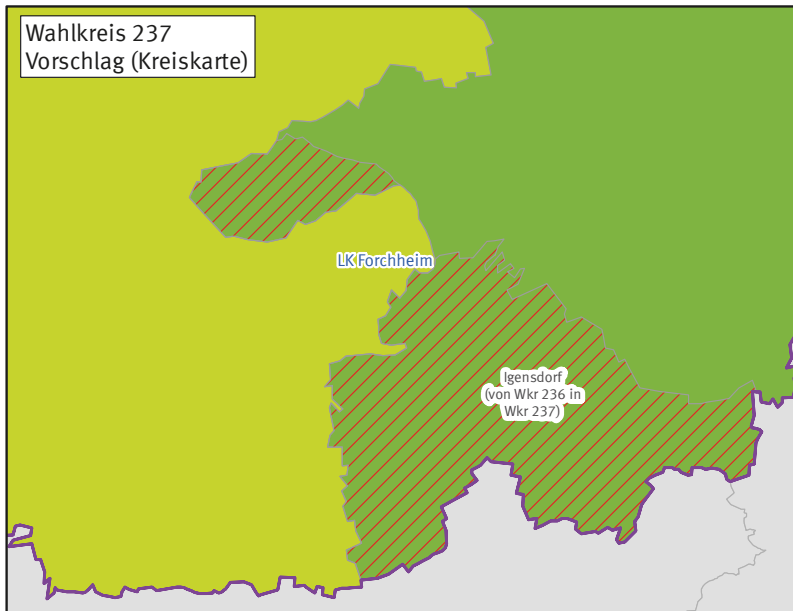 Wahlkreis 237
Vorschlag (Kreiskarte)
LK Forchheim
Igensdorf
(von Wkr 236 in
Wkr 237)